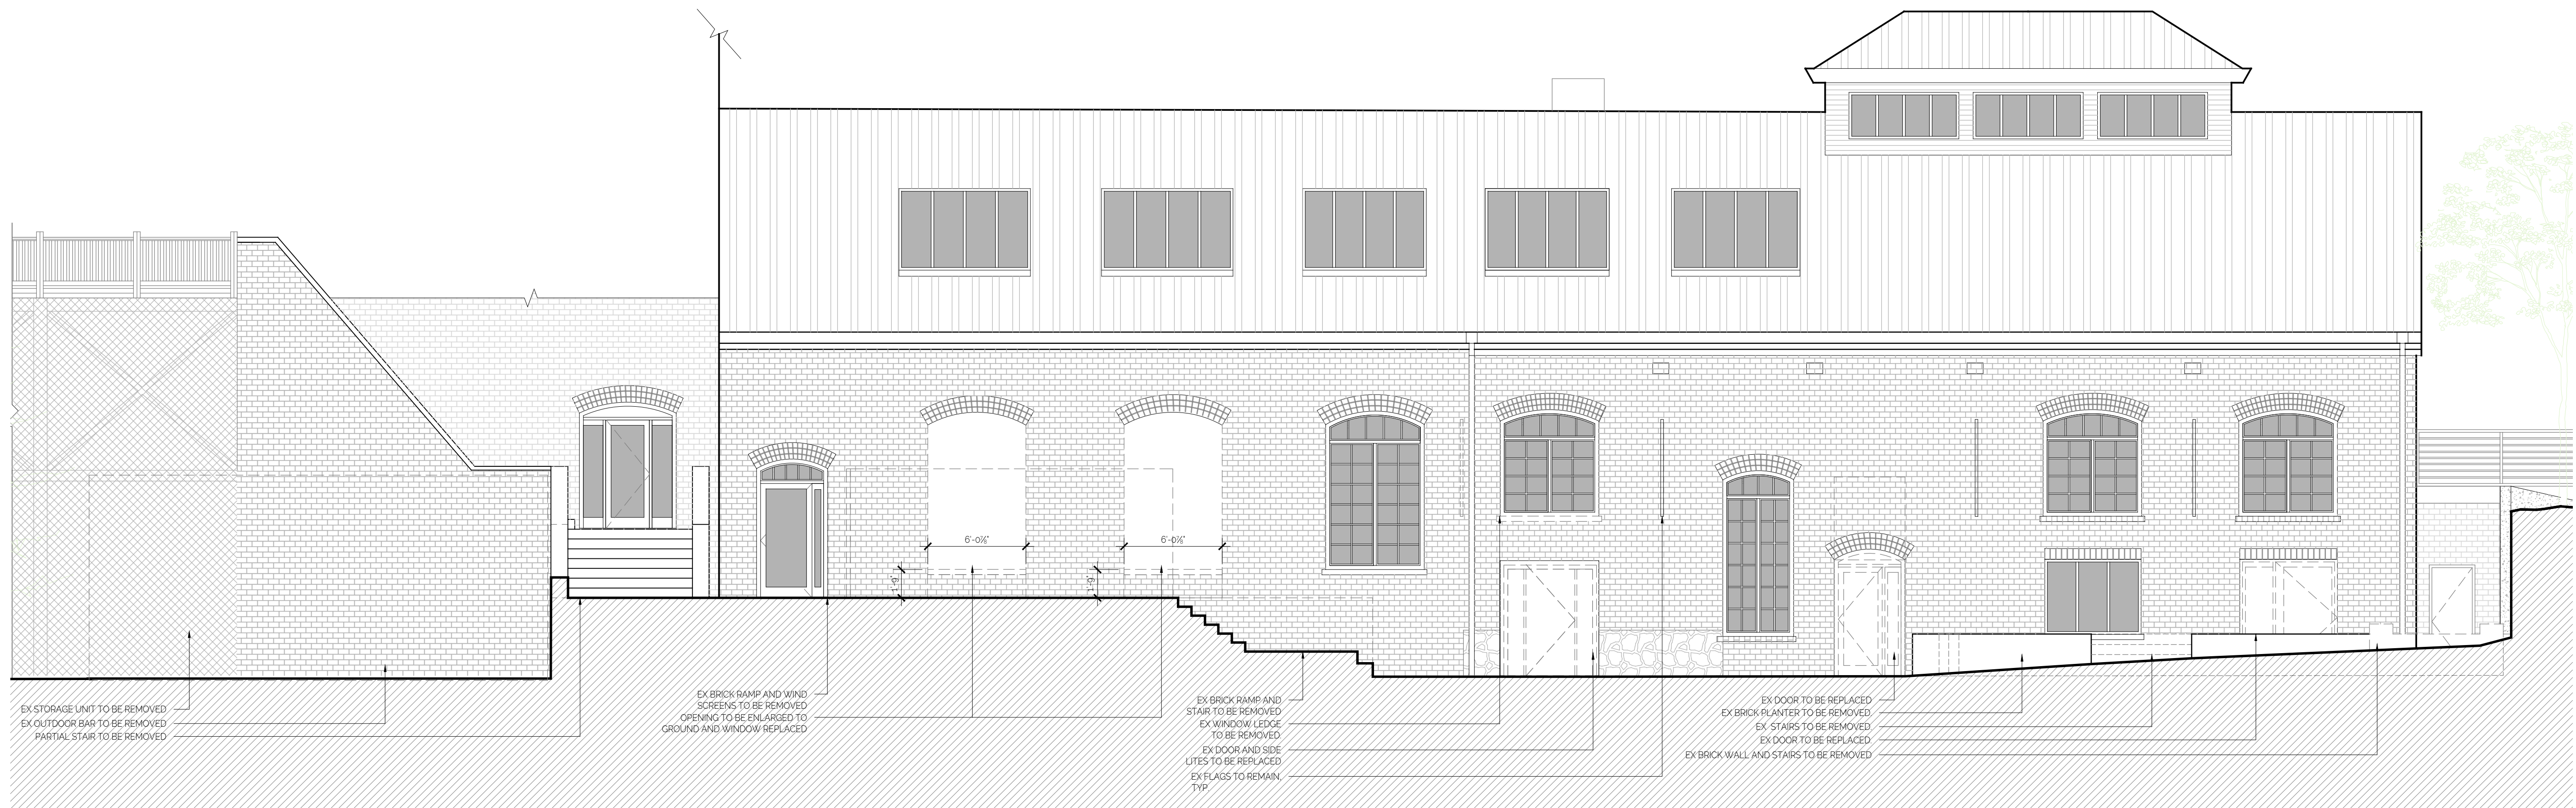 6'-0⅞"
6'-0⅞"
1'-9"
1'-9"
EX STORAGE UNIT TO BE REMOVED
EX OUTDOOR BAR TO BE REMOVED
PARTIAL STAIR TO BE REMOVED
EX BRICK RAMP AND WIND
SCREENS TO BE REMOVED
OPENING TO BE ENLARGED TO
GROUND AND WINDOW REPLACED
EX BRICK RAMP AND
STAIR TO BE REMOVED
EX WINDOW LEDGE
TO BE REMOVED.
EX DOOR AND SIDE
LITES TO BE REPLACED
EX FLAGS TO REMAIN,
TYP
EX DOOR TO BE REPLACED
EX BRICK PLANTER TO BE REMOVED.
EX STAIRS TO BE REMOVED.
EX DOOR TO BE REPLACED.
EX BRICK WALL AND STAIRS TO BE REMOVED